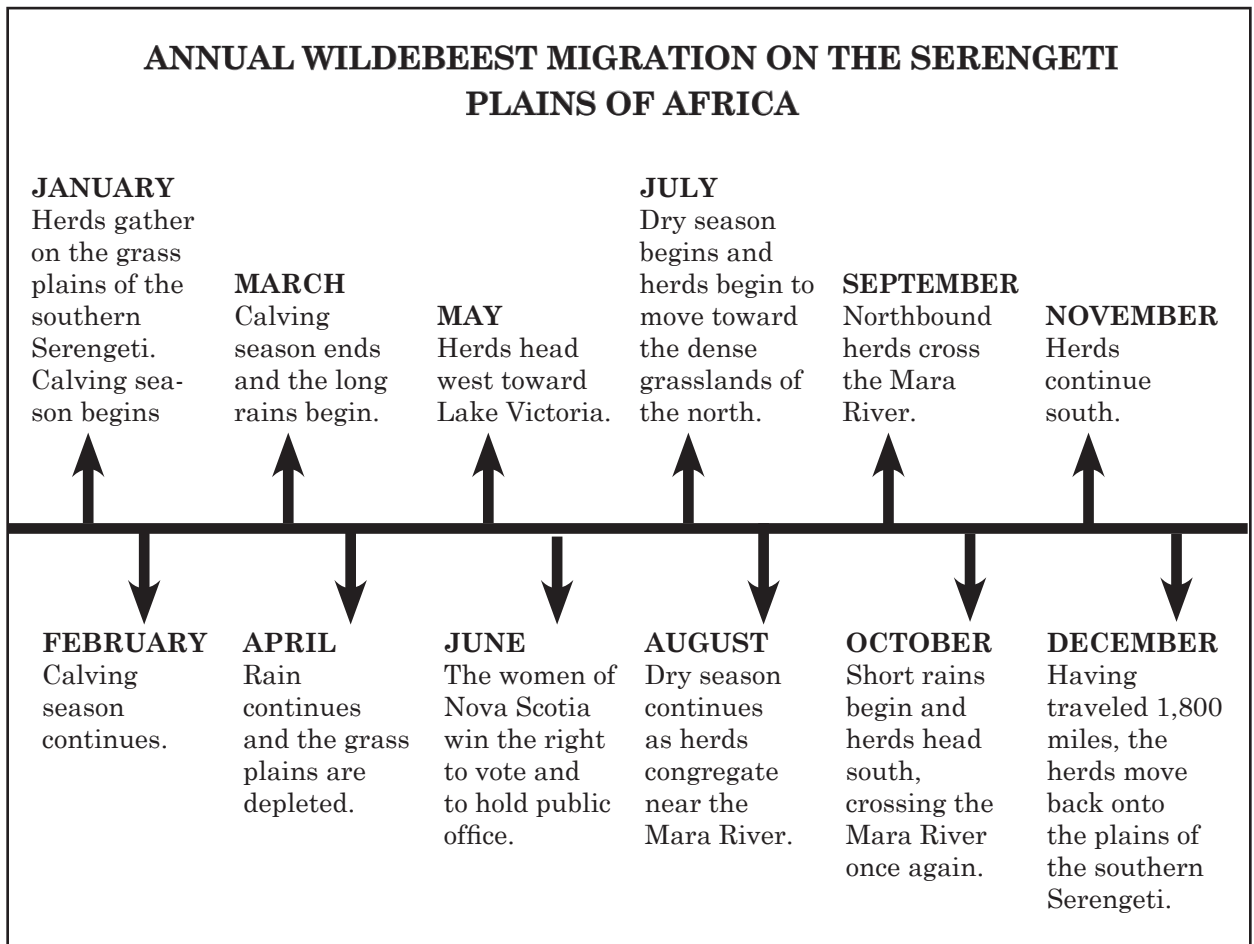 ANNUAL WILDEBEEST MIGRATION ON THE SERENGETI
PLAINS OF AFRICA
JANUARY
Herds gather
on the grass
plains of the
southern
Serengeti.
Calving sea-
son begins
FEBRUARY
Calving
season
continues.
MARCH
Calving
season ends
and the long
rains begin.
APRIL
Rain
continues
and the grass
plains are
depleted.
MAY
Herds head
west toward
Lake Victoria.
JUNE
The women of
Nova Scotia
win the right
to vote and
to hold public
office.
JULY
Dry season
begins and
herds begin to
move toward
the dense
grasslands of
the north.
AUGUST
Dry season
continues
as herds
congregate
near the
Mara River.
SEPTEMBER
Northbound
herds cross
the Mara
River.
OCTOBER
Short rains
begin and
herds head
south,
crossing the
Mara River
once again.
NOVEMBER
Herds
continue
south.
DECEMBER
Having
traveled 1,800
miles, the
herds move
back onto
the plains of
the southern
Serengeti.